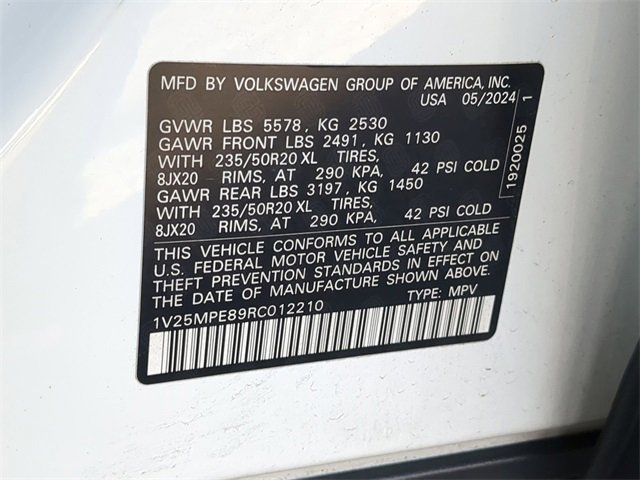 MFD BY VOLKSWAGEN GROUP OF AMERICA, INC.
USA 05/2024
GVWR LBS 5578, KG 2530
GAWR FRONT LBS 2491, KG 1130
WITH 235/50R20 XL TIRES,
8JX20 RIMS, AT 290 KPA, 42 PSI COLD
GAWR REAR LBS 3197, KG 1450
WITH 235/50R20 XL TIRES,
8JX20 RIMS, AT 290 KPA, 42 PSI COLD
THIS VEHICLE CONFORMS TO ALL APPLICABLE
U.S. FEDERAL MOTOR VEHICLE SAFETY AND
THEFT PREVENTION STANDARDS IN EFFECT ON
THE DATE OF MANUFACTURE SHOWN ABOVE.
1V25MPE89RC012210 TYPE: MPV
1920025 1